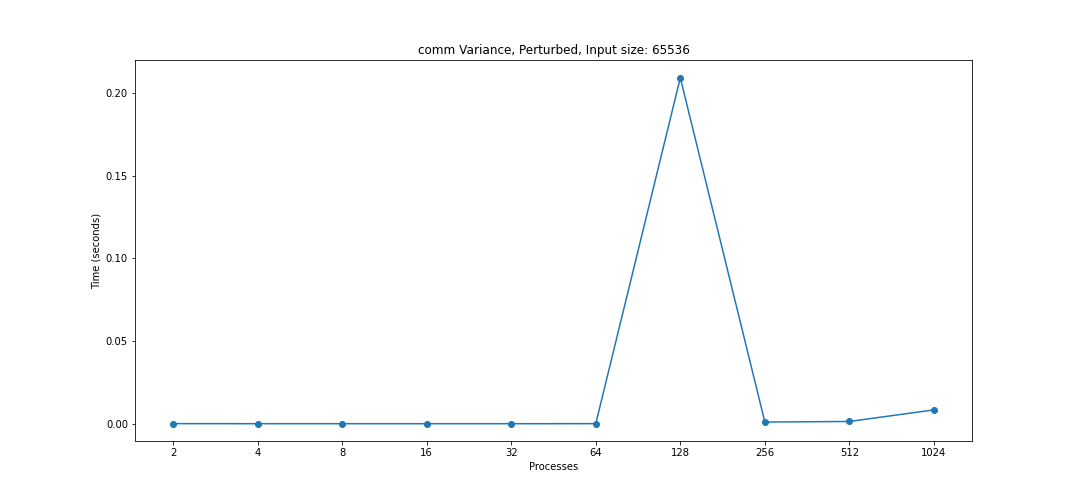 comm Variance, Perturbed, Input size: 65536
0.20
0.15
0.10
0.05
0.00
Time (seconds)
2 4 8 16 32 64 128 256 512 1024
Processes